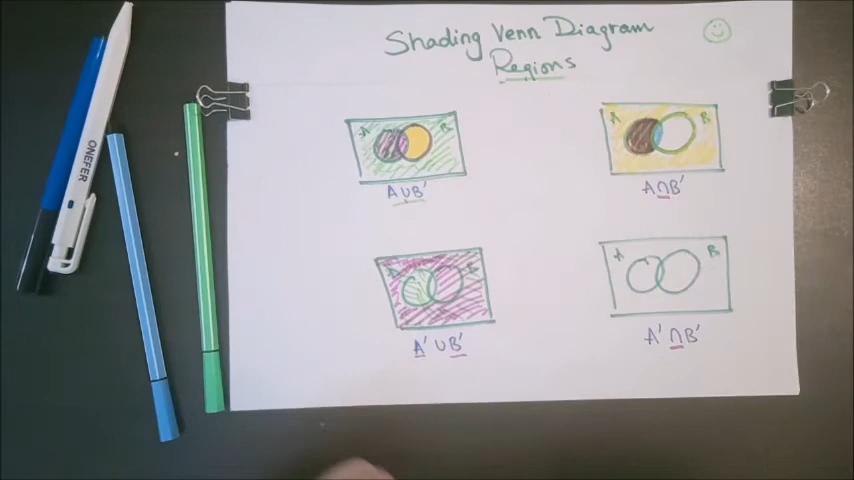 Shading Venn Diagram
Regions
ONEFER
A B
A∪B'
A B
A∩B'
A B
A'∪B'
A B
A'∩B'